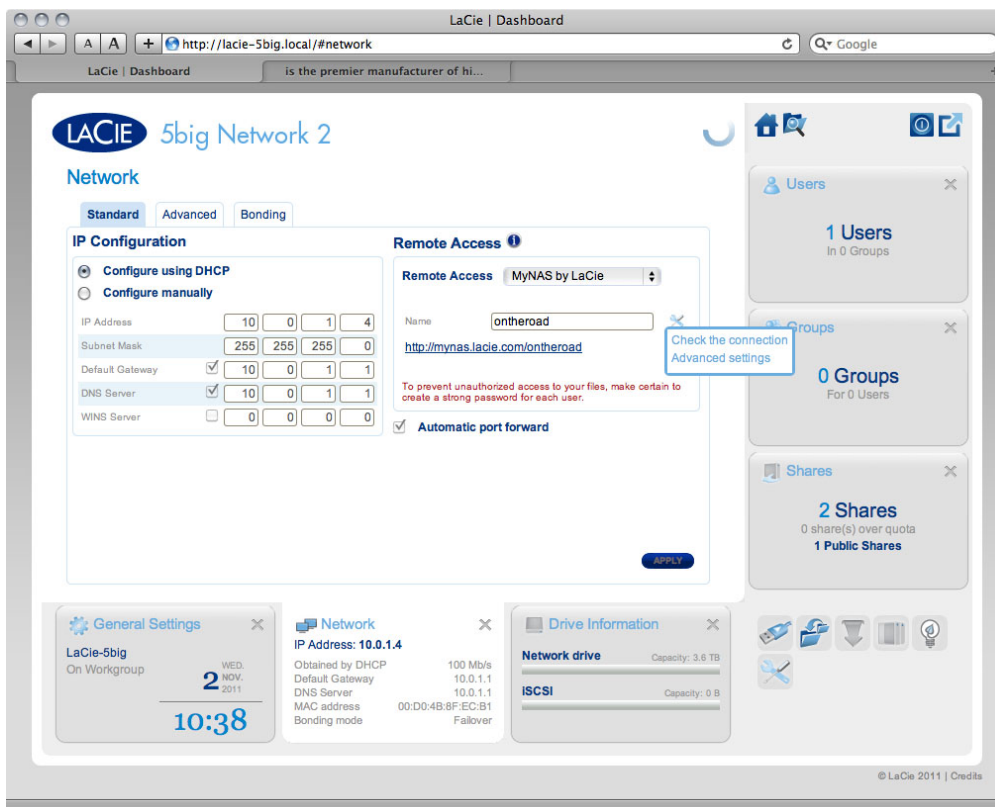 LaCie | Dashboard
A A + http://lacie-5big.local/#network Google
LaCie | Dashboard is the premier manufacturer of hi...
LACIE 5big Network 2
Network
Standard Advanced Bonding
IP Configuration
Configure using DHCP
Configure manually
IP Address 10 0 1 4
Subnet Mask 255 255 255 0
Default Gateway 10 0 1 1
DNS Server 10 0 1 1
WINS Server 0 0 0 0
Remote Access
Remote Access MyNAS by LaCie
Name ontheroad
http://mynas.lacie.com/ontheroad
Check the connection
Advanced settings
To prevent unauthorized access to your files, make certain to
create a strong password for each user.
Automatic port forward
APPLY
Users
1 Users
In 0 Groups
Groups
0 Groups
For 0 Users
Shares
2 Shares
0 share(s) over quota
1 Public Shares
General Settings
LaCie-5big
On Workgroup
WED.
2 NOV.
2011
10:38
Network
IP Address: 10.0.1.4
Obtained by DHCP 100 Mb/s
Default Gateway 10.0.1.1
DNS Server 10.0.1.1
MAC address 00:D0:4B:8F:EC:B1
Bonding mode Failover
Drive Information
Network drive Capacity: 3.6 TB
ISCSI Capacity: 0 B
© LaCie 2011 | Credits